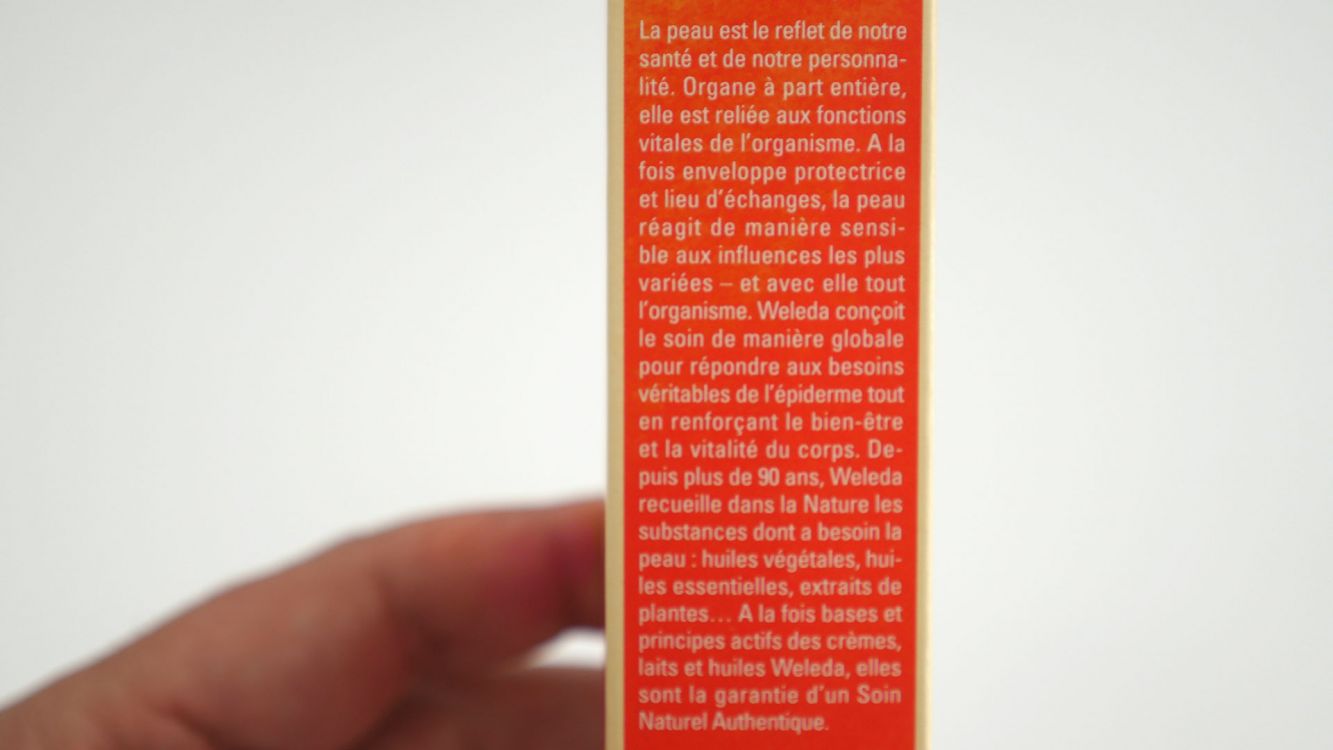 La peau est le reflet de notre
santé et de notre personna-
lité. Organe à part entière,
elle est reliée aux fonctions
vitales de l'organisme. A la
fois enveloppe protectrice
et lieu d'échanges, la peau
réagit de manière sensi-
ble aux influences les plus
variées – et avec elle tout
l'organisme. Weleda conçoit
le soin de manière globale
pour répondre aux besoins
véritables de l'épiderme tout
en renforçant le bien-être
et la vitalité du corps. De-
puis plus de 90 ans, Weleda
recueille dans la Nature les
substances dont a besoin la
peau : huiles végétales, hui-
les essentielles, extraits de
plantes... A la fois bases et
principes actifs des crèmes,
laits et huiles Weleda, elles
sont la garantie d'un Soin
Naturel Authentique.